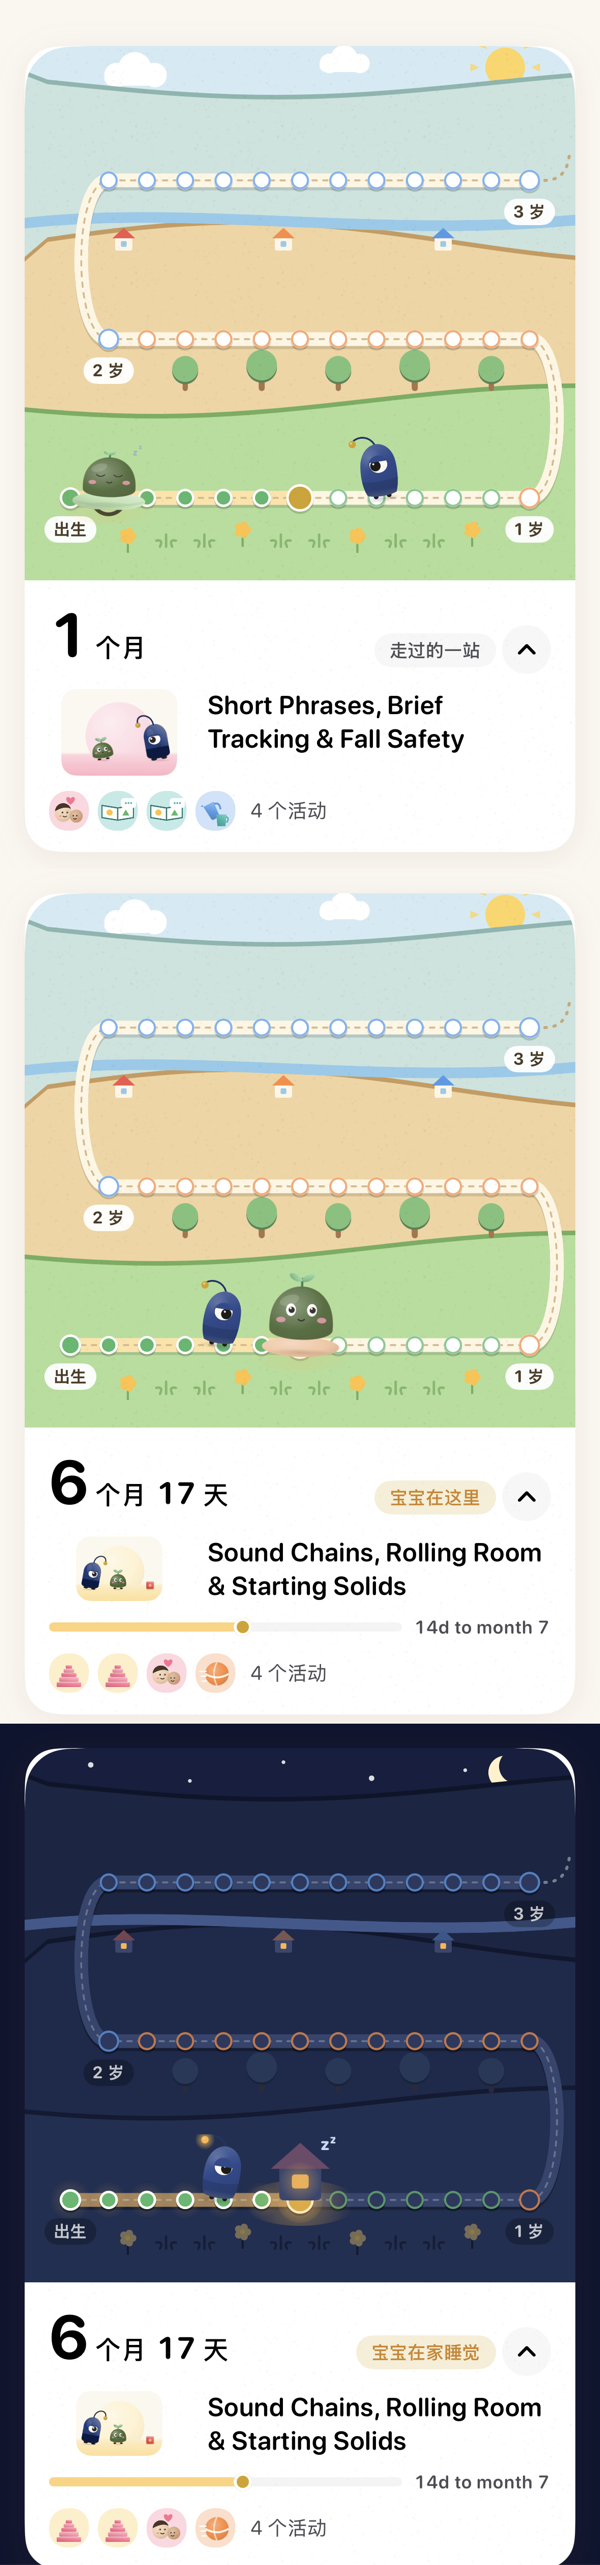 3 岁
2 岁
zz
出生
1 岁
1 个月
走过的一站
Short Phrases, Brief
Tracking & Fall Safety
4 个活动
3 岁
2 岁
出生
1 岁
6 个月 17 天
宝宝在这里
Sound Chains, Rolling Room
& Starting Solids
14d to month 7
4 个活动
3 岁
2 岁
zz
出生
1 岁
6 个月 17 天
宝宝在家睡觉
Sound Chains, Rolling Room
& Starting Solids
14d to month 7
4 个活动